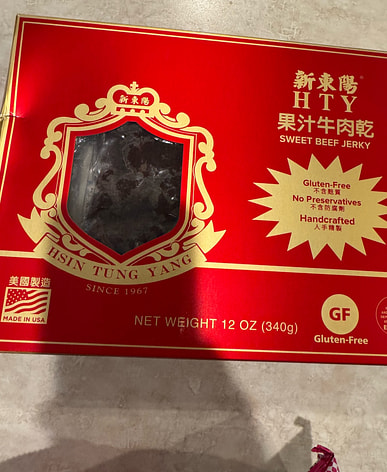 新東陽
HTY
果汁牛肉乾
SWEET BEEF JERKY
新東陽
Gluten-Free
不含麩質
No Preservatives
不含防腐劑
Handcrafted
人手精製
HSIN TUNG YANG
SINCE 1967
美國製造
MADE IN USA
NET WEIGHT 12 OZ (340g)
GF
Gluten-Free